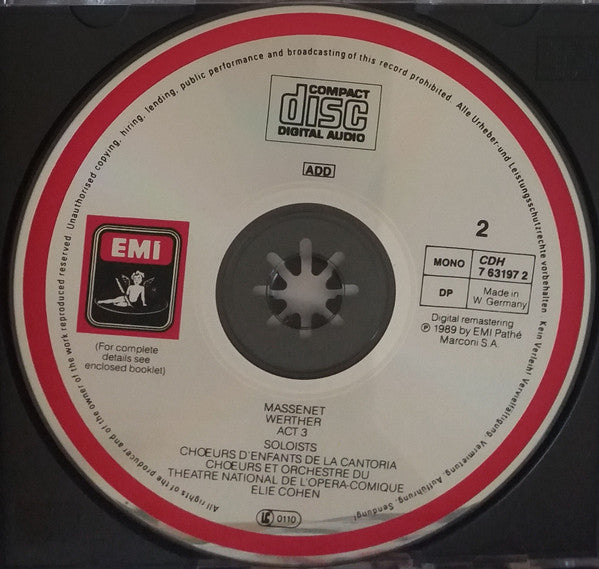 All rights of the producer and of the owner of the work reproduced reserved Unauthorised copying, hiring, lending, public performance and broadcasting of this record prohibited Alle Urheber-und Leistungsschutzrechte vorbehalten: Kein Verleih! Vervielfältigung, Vermietung, Aufführung, Sendung!
COMPACT
disc
DIGITAL AUDIO
ADD
2
EMI
MONO
CDH
7 63197 2
DP
Made in
W. Germany
Digital remastering
℗ 1989 by EMI Pathé
Marconi S.A.
(For complete
details see
enclosed booklet)
MASSENET
WERTHER
ACT 3
SOLOISTS
CHŒURS D'ENFANTS DE LA CANTORIA
CHŒURS ET ORCHESTRE DU
THEATRE NATIONAL DE L'OPERA-COMIQUE
ELIE COHEN
LC 0110